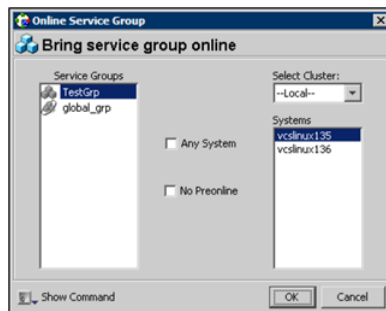 Online Service Group
Bring service group online
Service Groups
TestGrp
global_grp
Any System
No Preonline
Select Cluster:
--Local--
Systems
vcslinux135
vcslinux136
Show Command
OK
Cancel